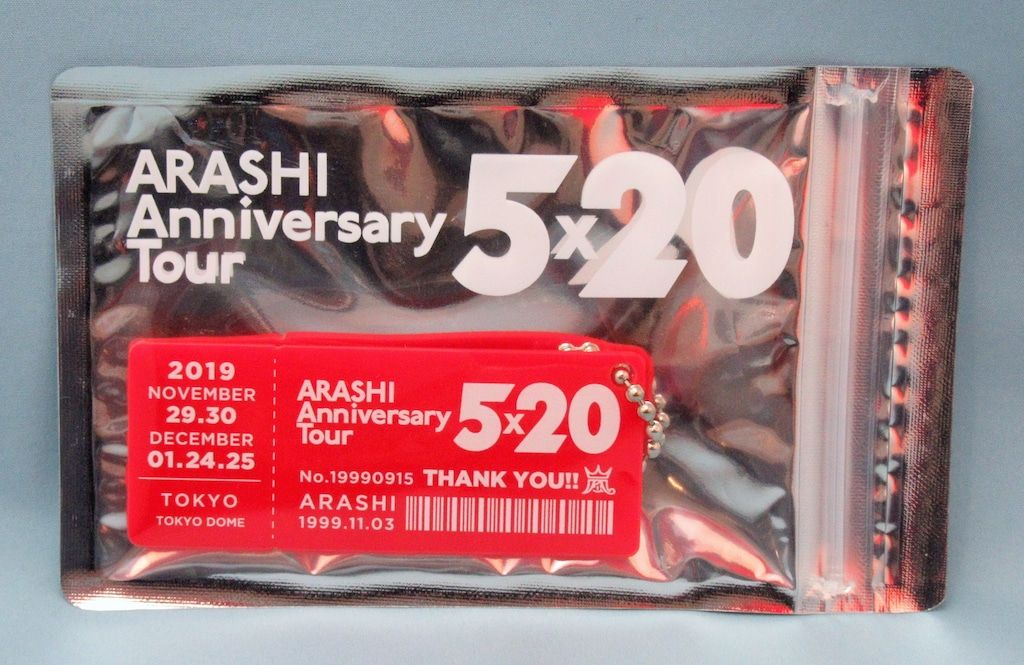 ARASHI
Anniversary
Tour
5x20
2019
NOVEMBER
29.30
DECEMBER
01.24.25
TOKYO
TOKYO DOME
ARASHI
Anniversary
Tour
5x20
No.19990915 THANK YOU!! 嵐
ARASHI
1999.11.03